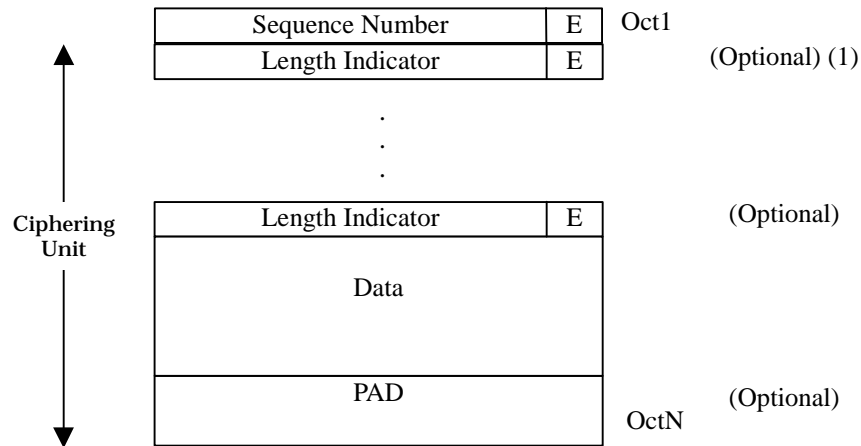 Sequence Number E Oct1
Length Indicator E (Optional) (1)
.
.
.
Length Indicator E (Optional)
Ciphering
Unit
Data
PAD (Optional)
OctN